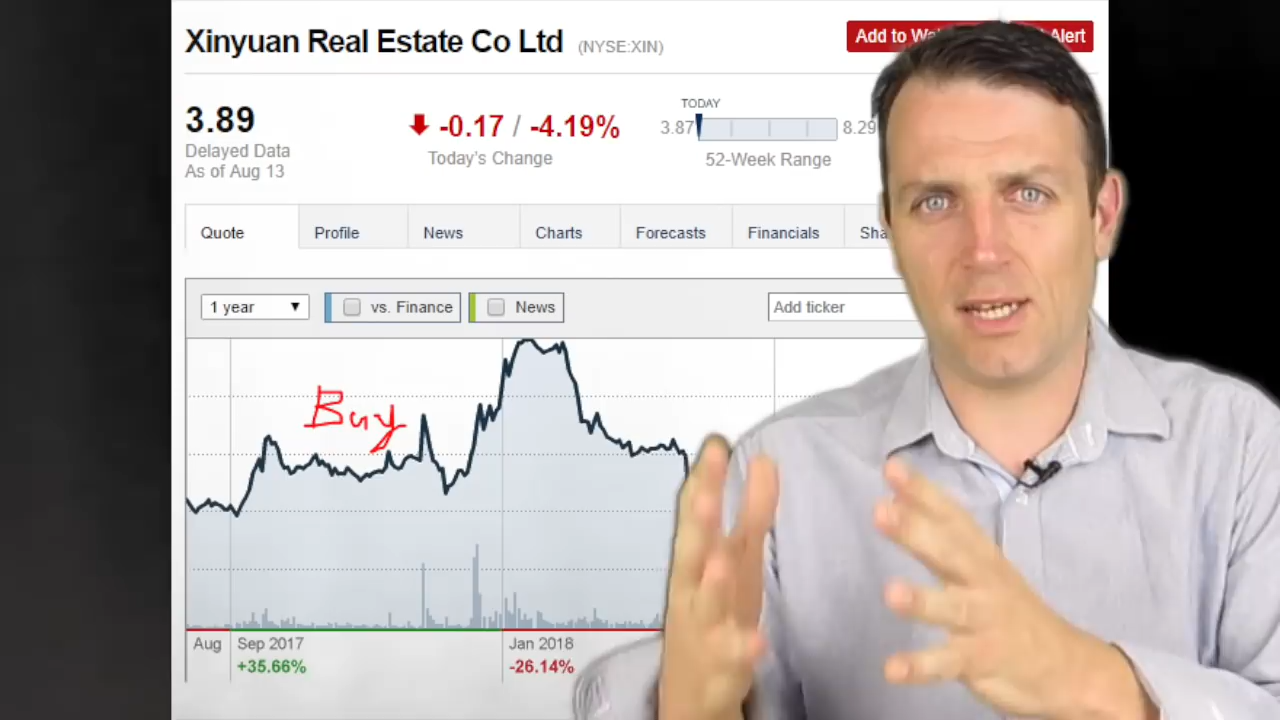 Xinyuan Real Estate Co Ltd (NYSE:XIN)
Add to Alert
3.89
Delayed Data
As of Aug 13
-0.17 / -4.19%
Today's Change
TODAY
3.87 8.29
52-Week Range
Quote Profile News Charts Forecasts Financials
1 year vs. Finance News Add ticker
Buy
Aug Sep 2017 Jan 2018
+35.66% -26.14%